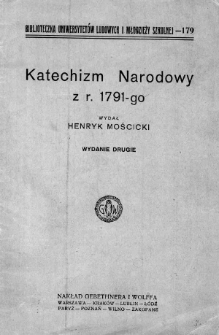 BIBLIOTECZKA UNIWERSYTETÓW LUDOWYCH I MŁODZIEŻY SZKOLNEJ — 179
Katechizm Narodowy
z r. 1791-go
WYDAŁ
HENRYK MOŚCICKI
WYDANIE DRUGIE
NAKŁAD GEBETHNERA I WOLFFA
WARSZAWA — KRAKÓW — LUBLIN — ŁÓDŹ
PARYŻ — POZNAŃ — WILNO — ZAKOPANE